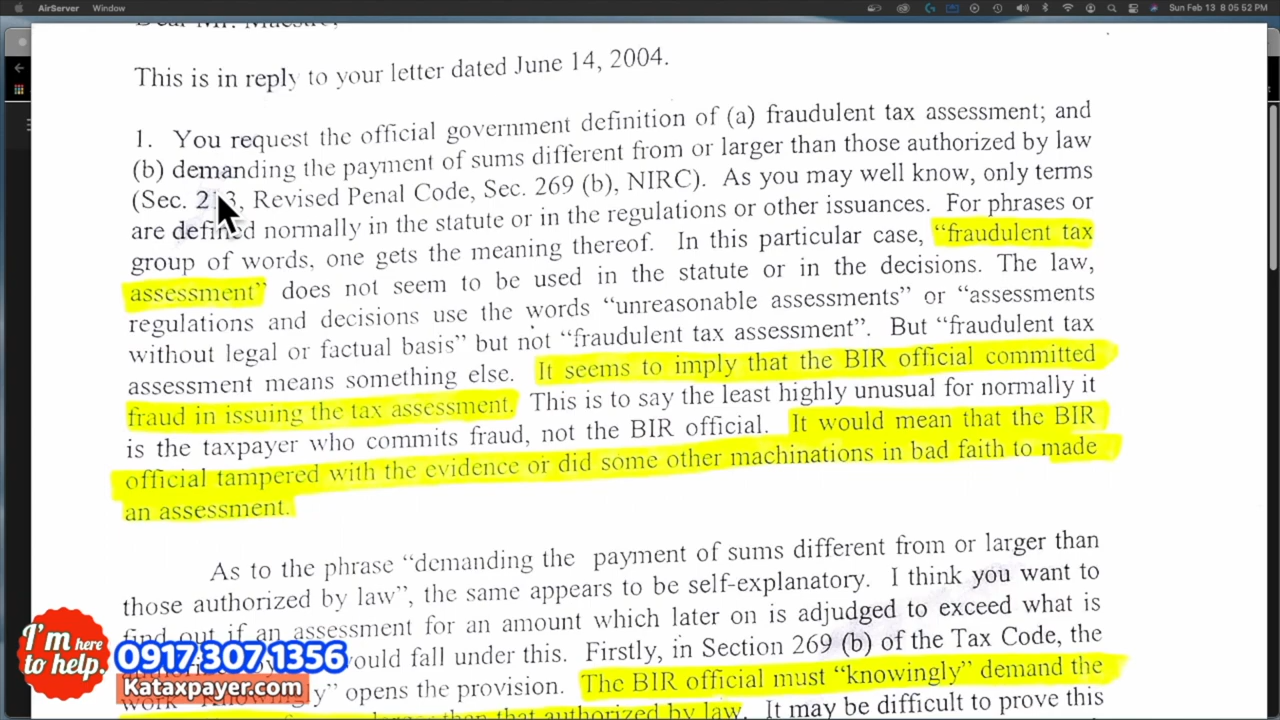 AirServer Window
Sun Feb 13 8:05:52 PM
This is in reply to your letter dated June 14, 2004.
1. You request the official government definition of (a) fraudulent tax assessment; and
(b) demanding the payment of sums different from or larger than those authorized by law
(Sec. 213, Revised Penal Code, Sec. 269 (b), NIRC). As you may well know, only terms
are defined normally in the statute or in the regulations or other issuances. For phrases or
group of words, one gets the meaning thereof. In this particular case, “fraudulent tax
assessment” does not seem to be used in the statute or in the decisions. The law,
regulations and decisions use the words “unreasonable assessments” or “assessments
without legal or factual basis” but not “fraudulent tax assessment”. But “fraudulent tax
assessment means something else. It seems to imply that the BIR official committed
fraud in issuing the tax assessment. This is to say the least highly unusual for normally it
is the taxpayer who commits fraud, not the BIR official. It would mean that the BIR
official tampered with the evidence or did some other machinations in bad faith to made
an assessment.
As to the phrase “demanding the payment of sums different from or larger than
those authorized by law”, the same appears to be self-explanatory. I think you want to
find out if an assessment for an amount which later on is adjudged to exceed what is
would fall under this. Firstly, in Section 269 (b) of the Tax Code, the
opens the provision. The BIR official must “knowingly” demand the
larger than that authorized by law. It may be difficult to prove this
I'm here
to help.
0917 307 1356
Kataxpayer.com